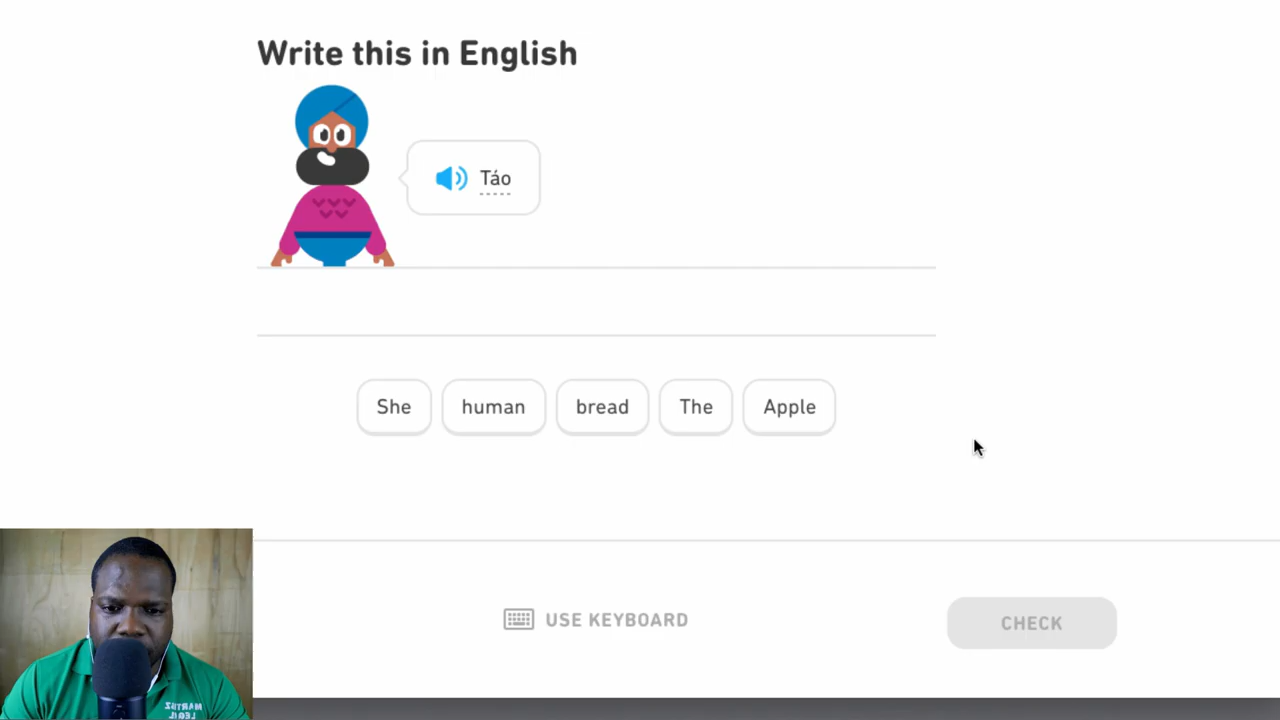 Write this in English
Táo
She human bread The Apple
USE KEYBOARD
CHECK